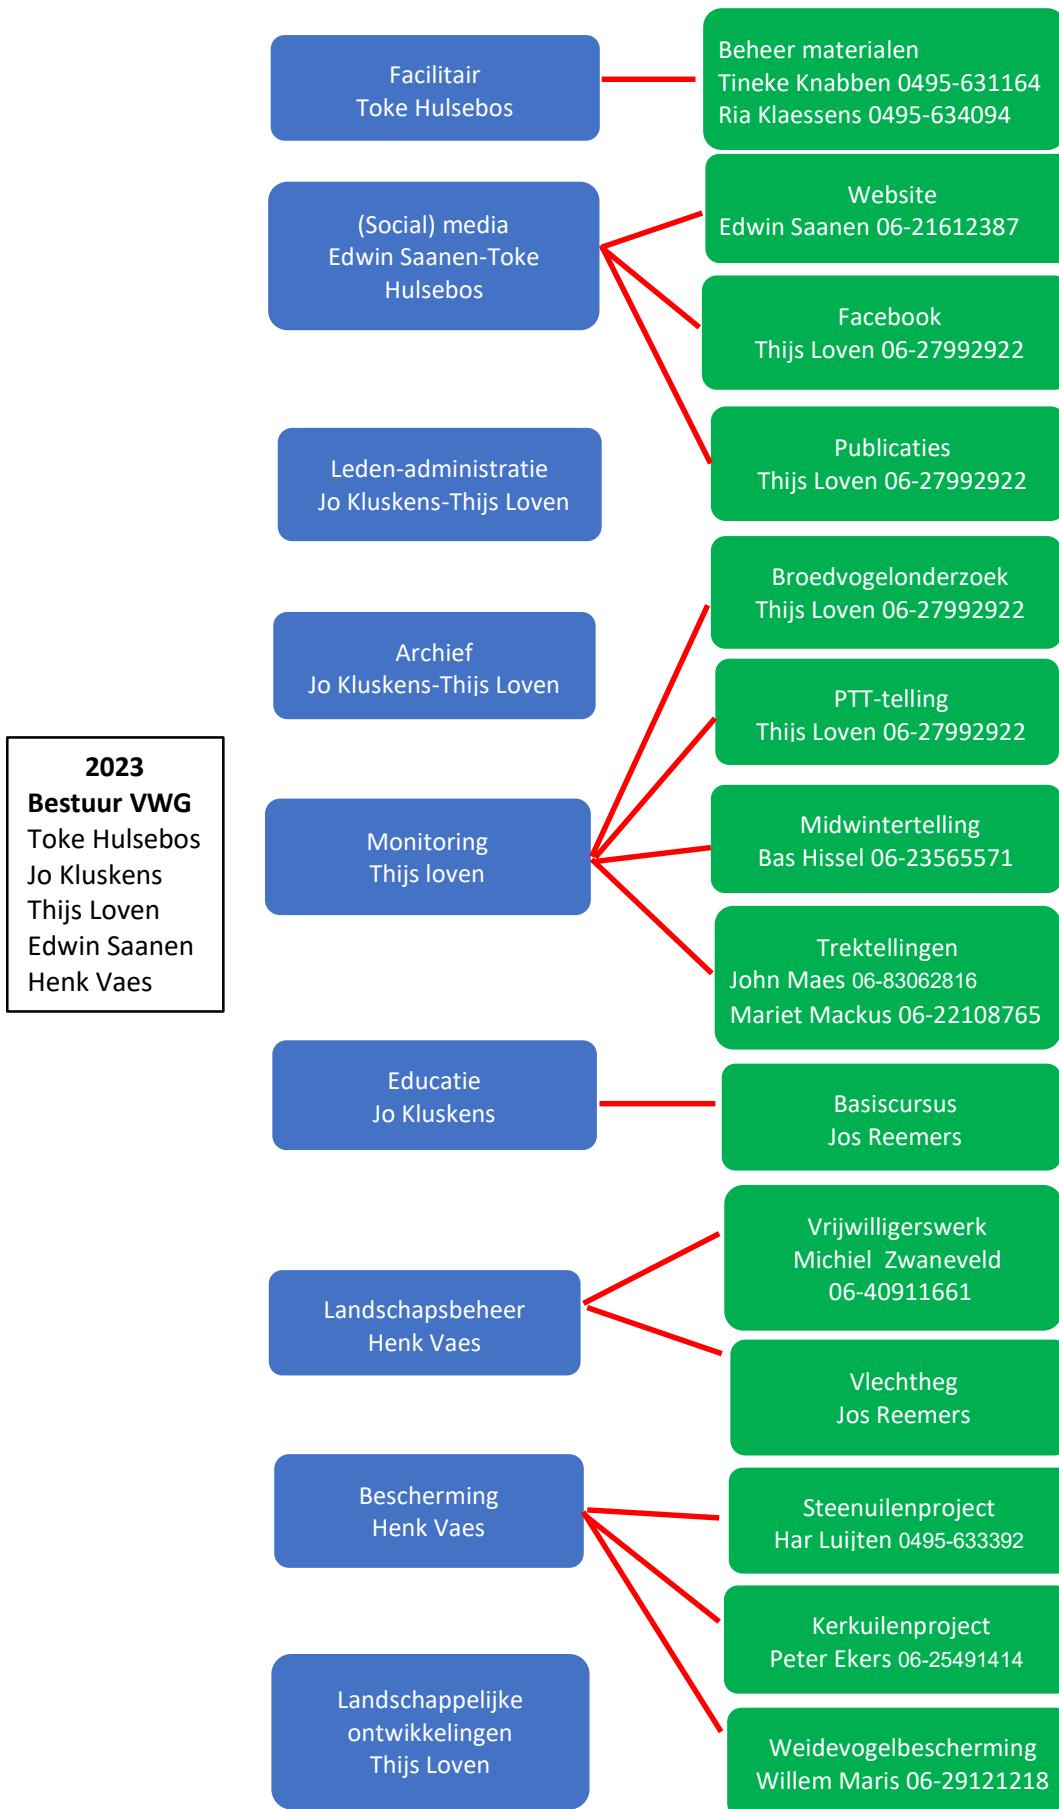 Facilitair
Toke Hulsebos
Beheer materialen
Tineke Knabben 0495-631164
Ria Klaessens 0495-634094
(Social) media
Edwin Saanen-Toke
Hulsebos
Website
Edwin Saanen 06-21612387
Facebook
Thijs Loven 06-27992922
Publicaties
Thijs Loven 06-27992922
Leden-administratie
Jo Kluskens-Thijs Loven
Archief
Jo Kluskens-Thijs Loven
2023
Bestuur VWG
Toke Hulsebos
Jo Kluskens
Thijs Loven
Edwin Saanen
Henk Vaes
Monitoring
Thijs loven
Broedvogelonderzoek
Thijs Loven 06-27992922
PTT-telling
Thijs Loven 06-27992922
Midwintertelling
Bas Hissel 06-23565571
Trektellingen
John Maes 06-83062816
Mariet Mackus 06-22108765
Educatie
Jo Kluskens
Basiscursus
Jos Reemers
Landschapsbeheer
Henk Vaes
Vrijwilligerswerk
Michiel  Zwaneveld
06-40911661
Vlechtheg
Jos Reemers
Bescherming
Henk Vaes
Steenuilenproject
Har Luijten 0495-633392
Kerkuilenproject
Peter Ekers 06-25491414
Weidevogelbescherming
Willem Maris 06-29121218
Landschappelijke
ontwikkelingen
Thijs Loven